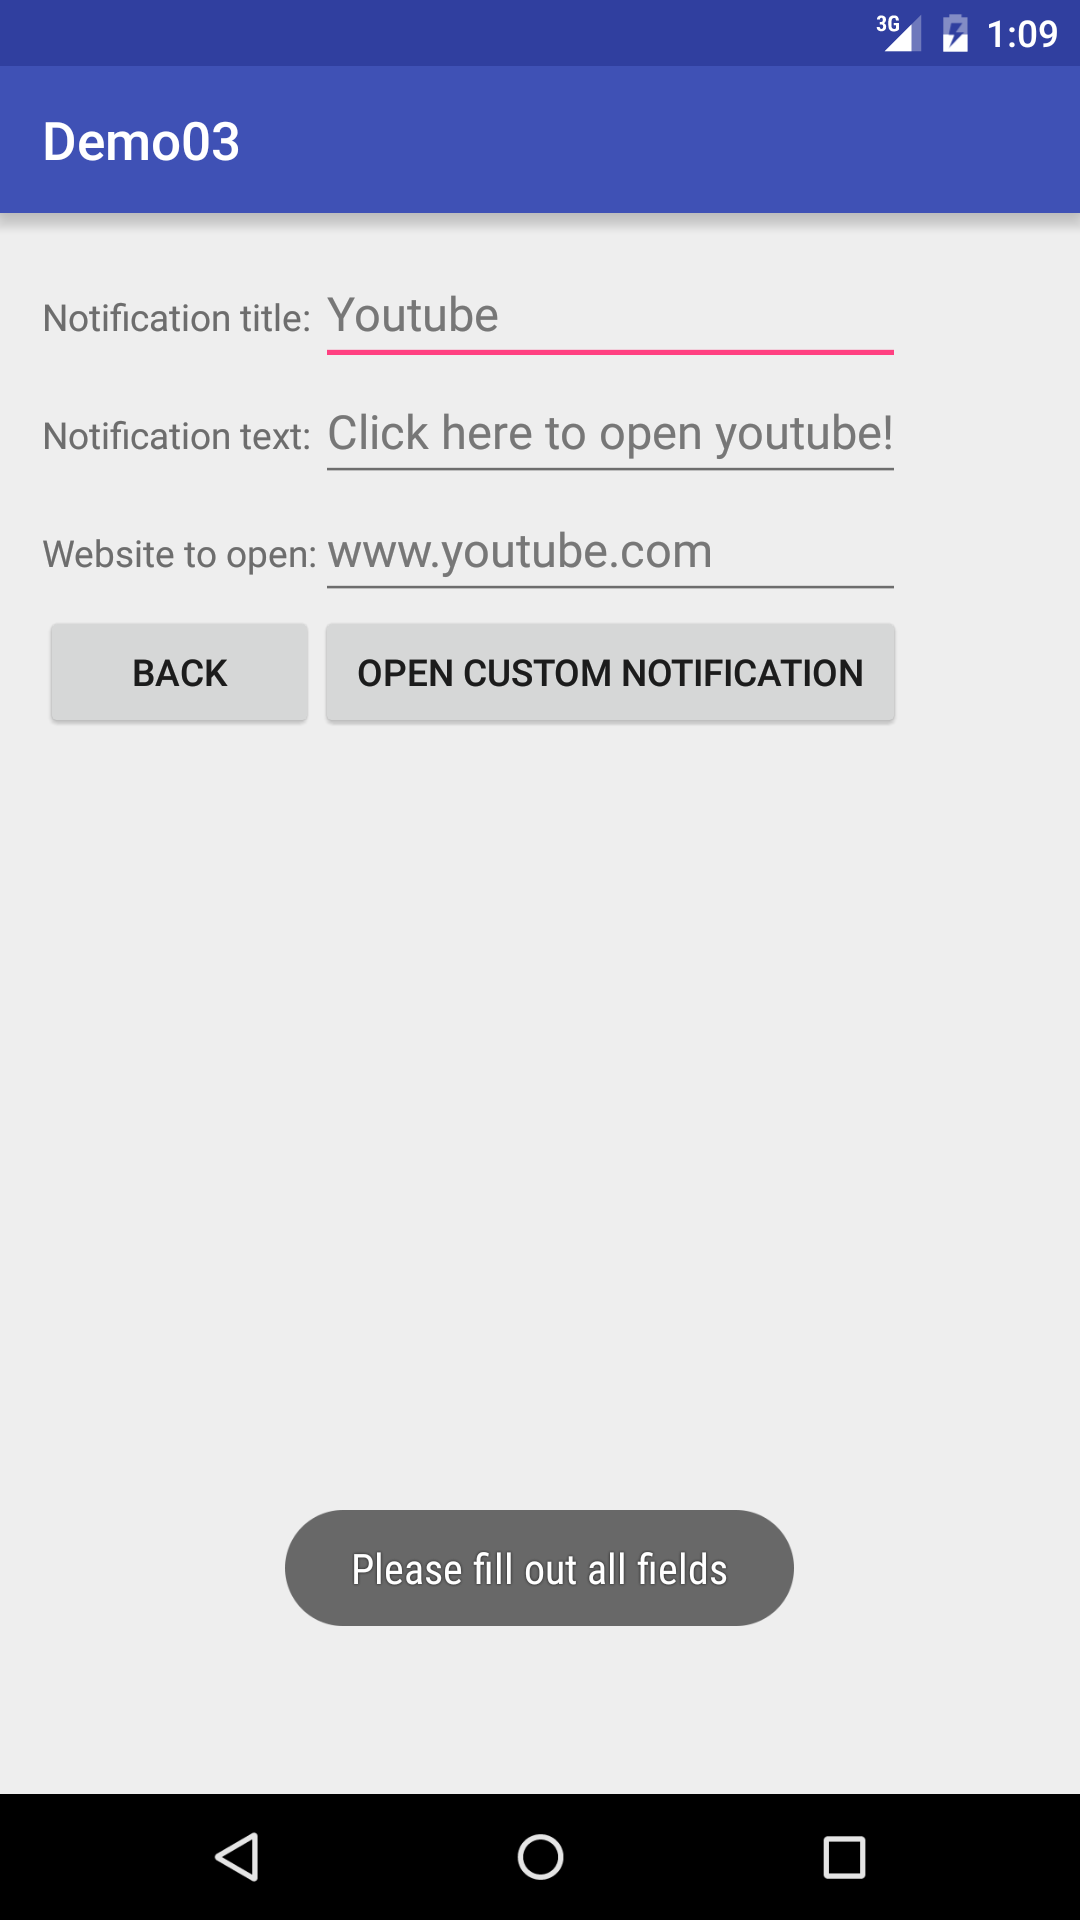 3G 1:09
Demo03
Notification title: Youtube
Notification text: Click here to open youtube!
Website to open: www.youtube.com
BACK OPEN CUSTOM NOTIFICATION
Please fill out all fields